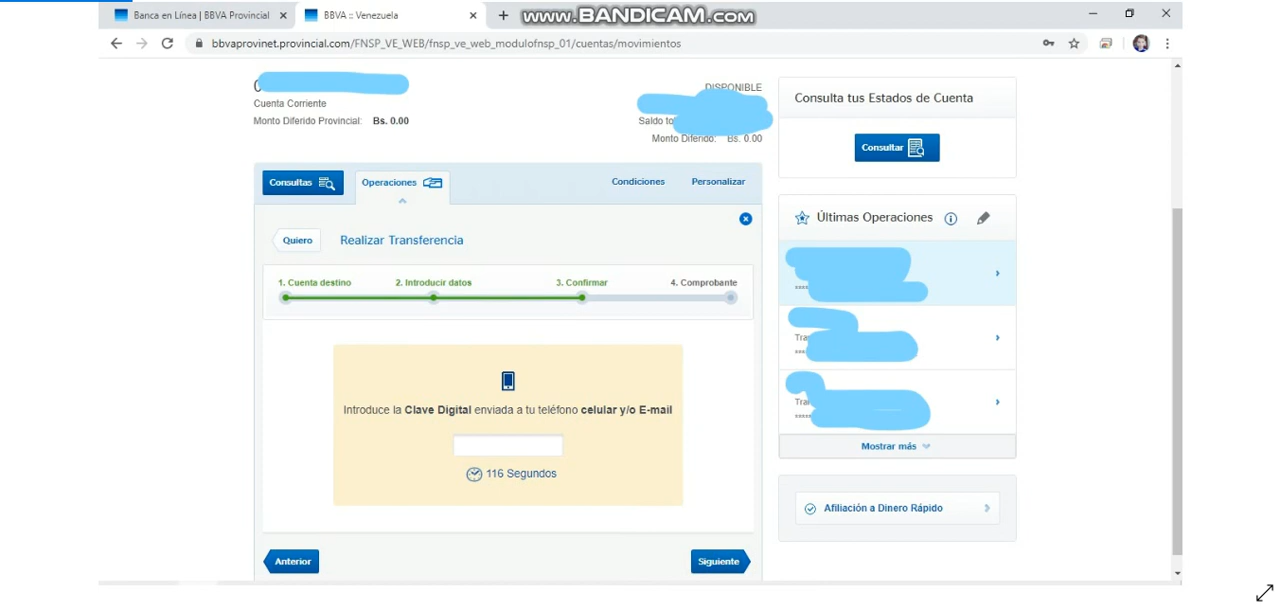 Banca en Línea | BBVA Provincial
BBVA :: Venezuela
www.BANDICAM.com
bbvaprovinet.provincial.com/FNSP_VE_WEB/fnsp_ve_web_modulofnsp_01/cuentas/movimientos
DISPONIBLE
Cuenta Corriente
Monto Diferido Provincial: Bs. 0.00
Saldo
Monto Diferido: Bs. 0.00
Consulta tus Estados de Cuenta
Consultar
Consultas
Operaciones
Condiciones
Personalizar
Quiero
Realizar Transferencia
1. Cuenta destino
2. Introducir datos
3. Confirmar
4. Comprobante
Introduce la Clave Digital enviada a tu teléfono celular y/o E-mail
116 Segundos
Anterior
Siguiente
Últimas Operaciones
Mostrar más
Afiliación a Dinero Rápido